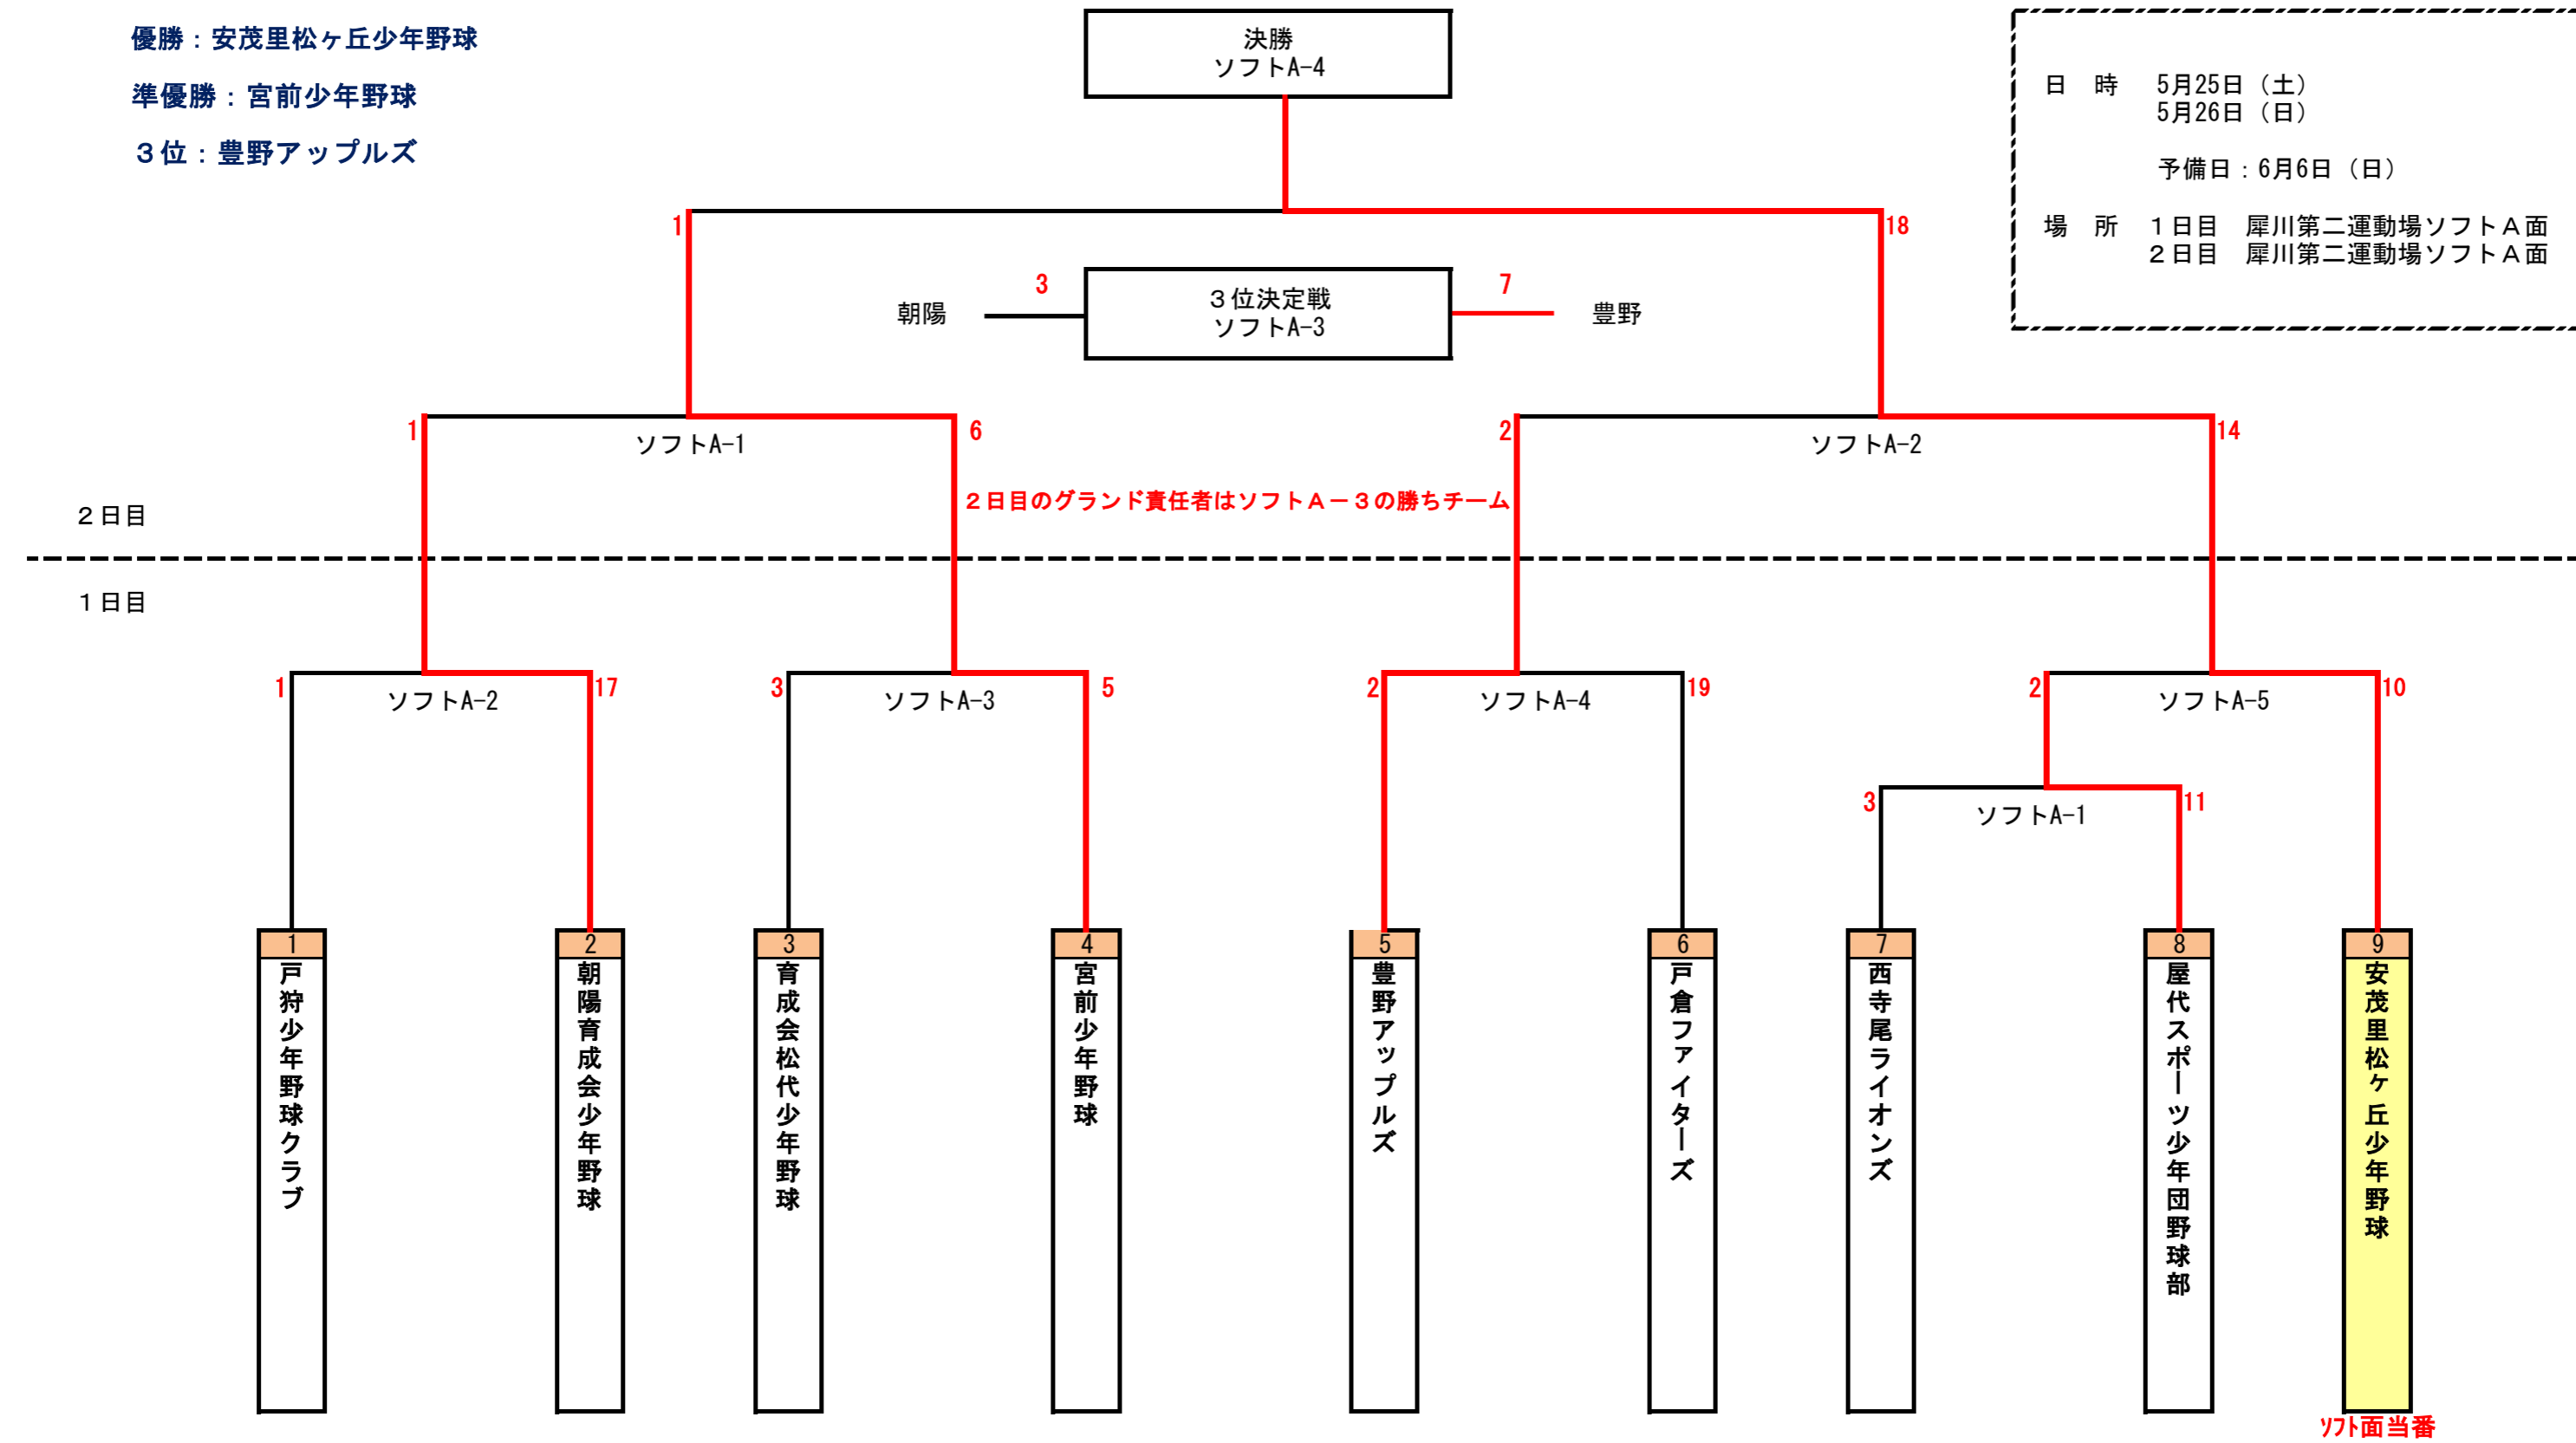 優勝：安茂里松ヶ丘少年野球
準優勝：宮前少年野球
３位：豊野アップルズ
決勝
ソフトA-4
日　時　5月25日（土）
5月26日（日）
予備日：6月6日（日）
場　所　１日目　犀川第二運動場ソフトＡ面
２日目　犀川第二運動場ソフトＡ面
1
18
朝陽
3
３位決定戦
ソフトA-3
7
豊野
1
ソフトA-1
6
2
ソフトA-2
14
２日目のグランド責任者はソフトＡ－３の勝ちチーム
２日目
１日目
1
ソフトA-2
17
3
ソフトA-3
5
2
ソフトA-4
19
2
ソフトA-5
10
3
ソフトA-1
11
1
戸狩少年野球クラブ
2
朝陽育成会少年野球
3
育成会松代少年野球
4
宮前少年野球
5
豊野アップルズ
6
戸倉ファイターズ
7
西寺尾ライオンズ
8
屋代スポーツ少年団野球部
9
安茂里松ヶ丘少年野球
ｿﾌﾄ面当番